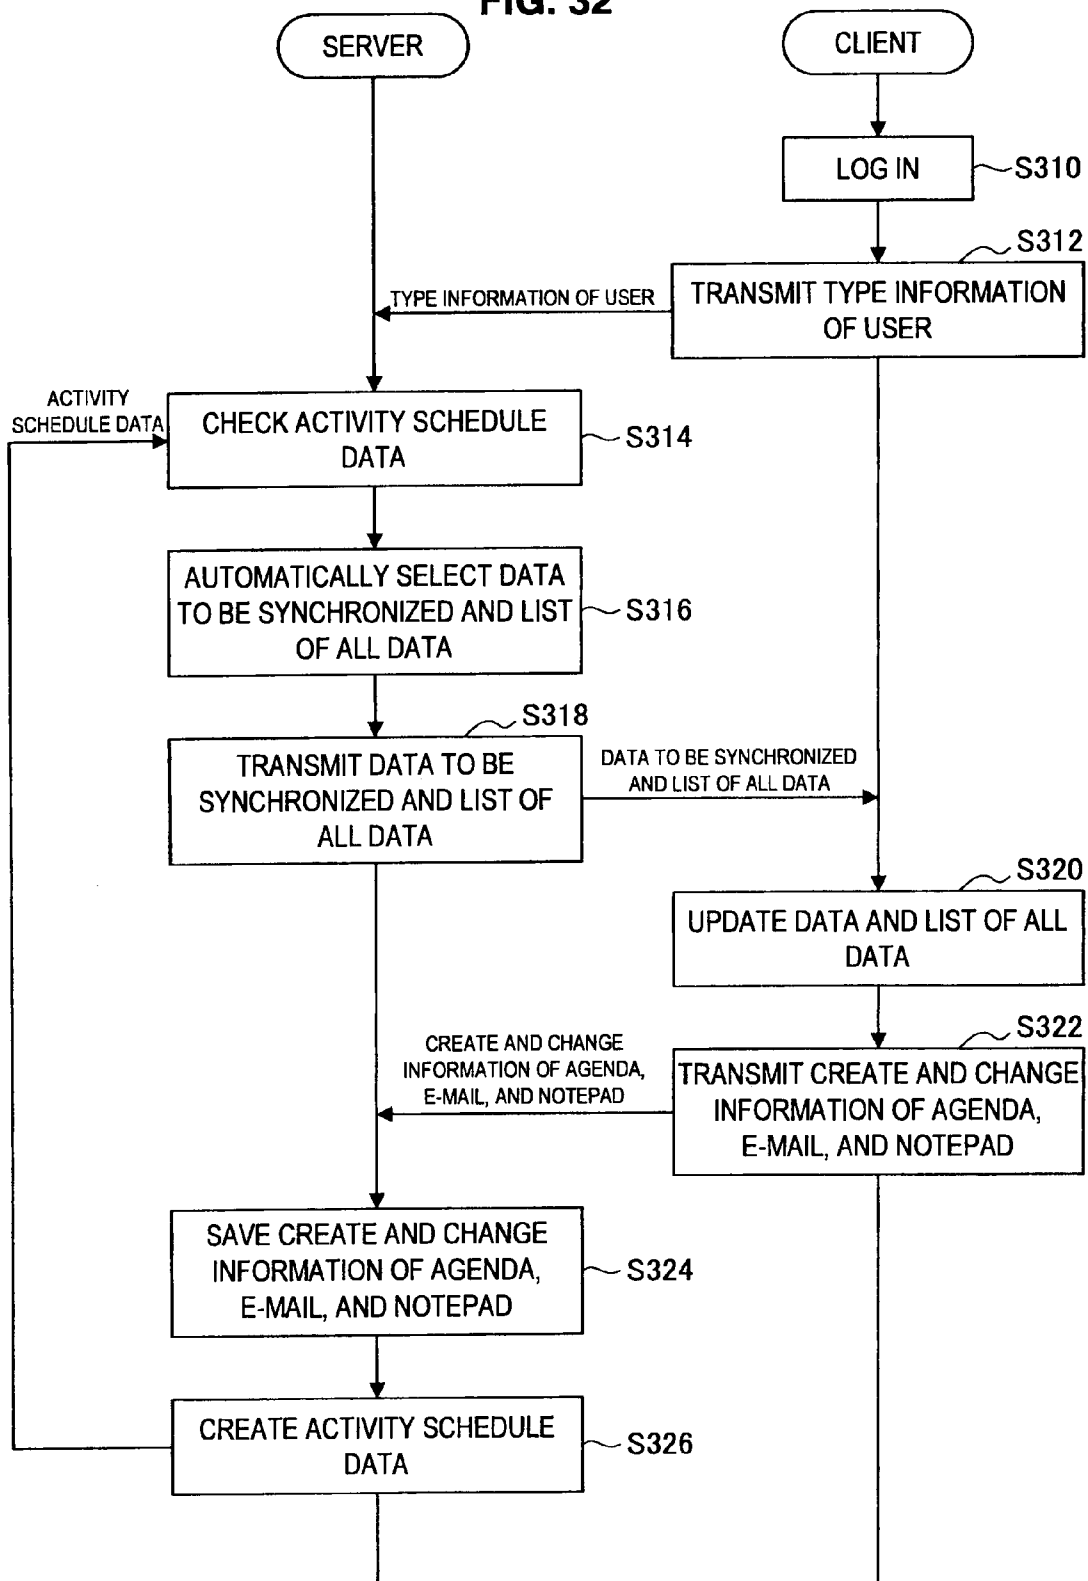 FIG. 32
SERVER
CLIENT
LOG IN
S310
S312
TRANSMIT TYPE INFORMATION
OF USER
TYPE INFORMATION OF USER
ACTIVITY
SCHEDULE DATA
CHECK ACTIVITY SCHEDULE
DATA
S314
AUTOMATICALLY SELECT DATA
TO BE SYNCHRONIZED AND LIST
OF ALL DATA
S316
S318
TRANSMIT DATA TO BE
SYNCHRONIZED AND LIST OF
ALL DATA
DATA TO BE SYNCHRONIZED
AND LIST OF ALL DATA
S320
UPDATE DATA AND LIST OF ALL
DATA
S322
TRANSMIT CREATE AND CHANGE
INFORMATION OF AGENDA,
E-MAIL, AND NOTEPAD
CREATE AND CHANGE
INFORMATION OF AGENDA,
E-MAIL, AND NOTEPAD
SAVE CREATE AND CHANGE
INFORMATION OF AGENDA,
E-MAIL, AND NOTEPAD
S324
CREATE ACTIVITY SCHEDULE
DATA
S326